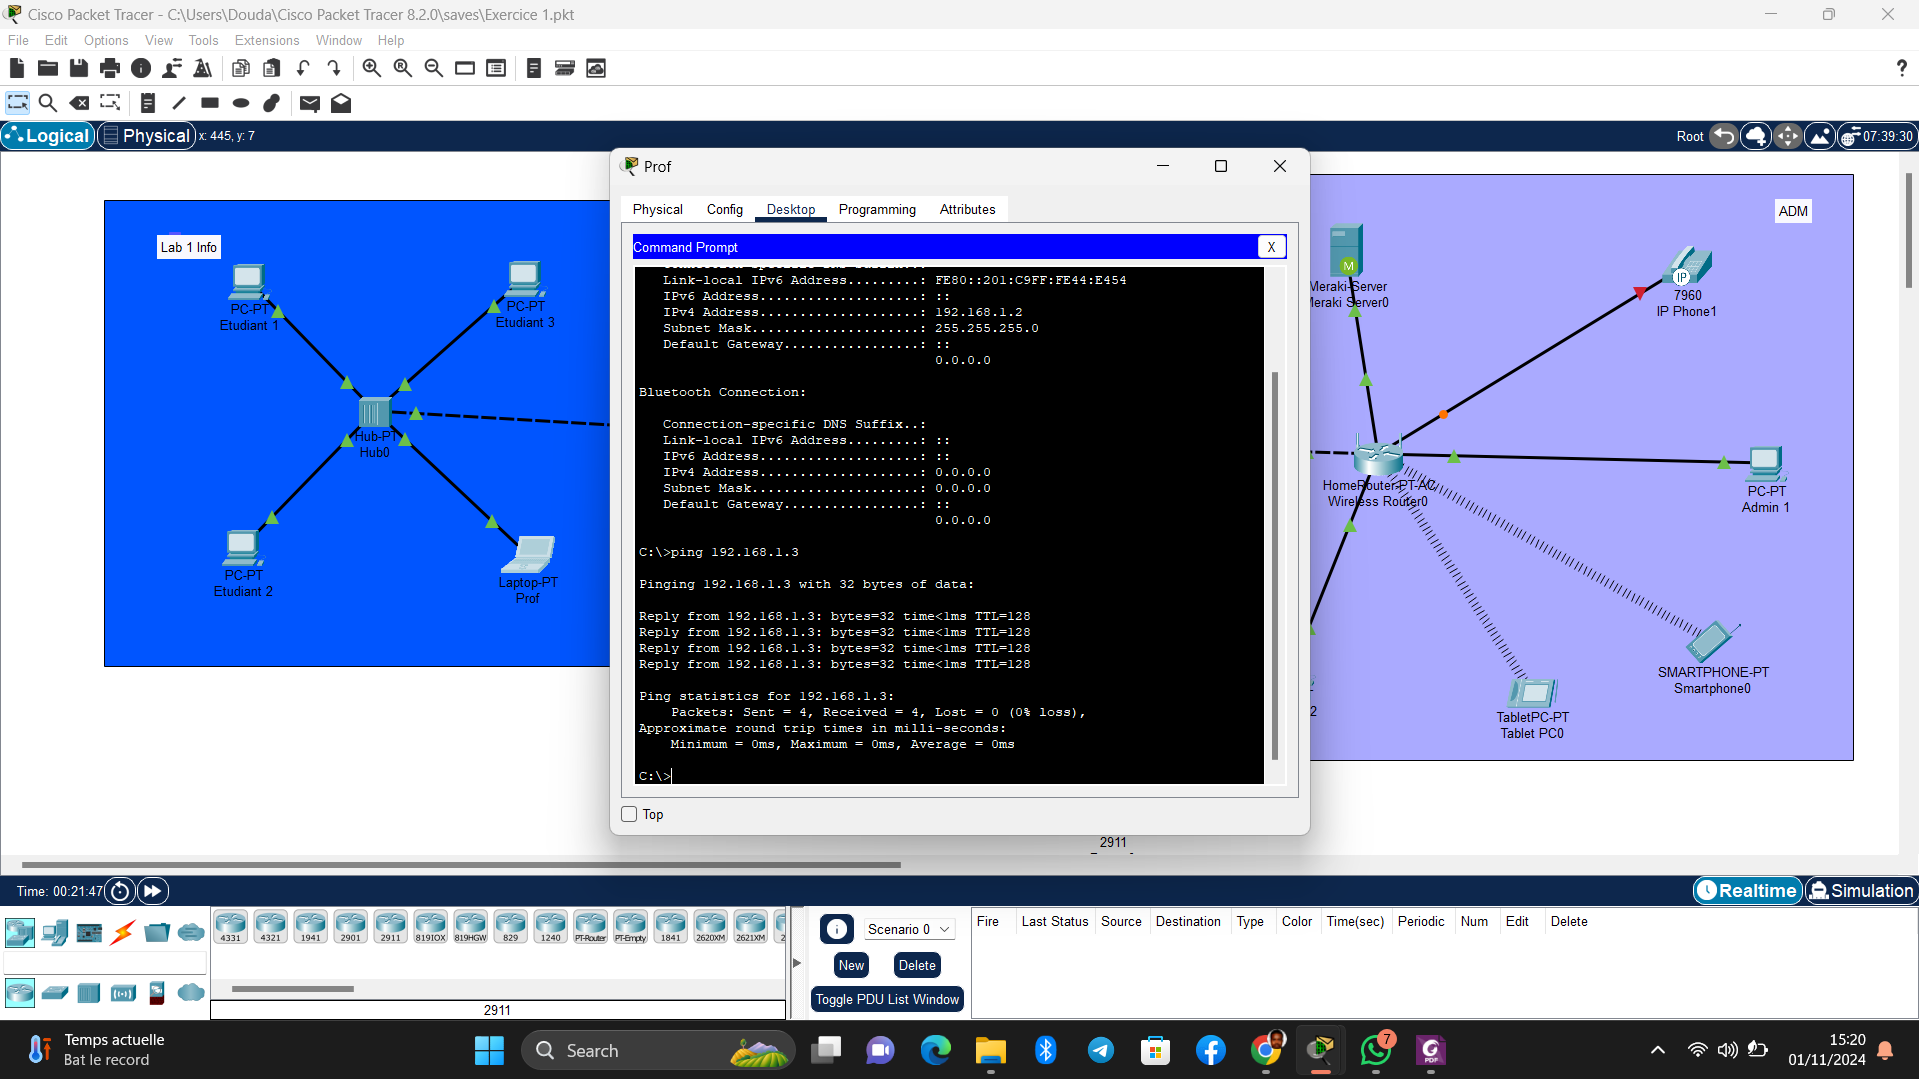 Cisco Packet Tracer - C:\Users\Douda\Cisco Packet Tracer 8.2.0\saves\Exercice 1.pkt
File Edit Options View Tools Extensions Window Help
Logical Physical x: 445, y: 7
Root 07:39:30
Lab 1 Info
PC-PT
Etudiant 1
PC-PT
Etudiant 3
Hub-PT
Hub0
PC-PT
Etudiant 2
Laptop-PT
Prof
Prof
Physical Config Desktop Programming Attributes
Command Prompt
X
Link-local IPv6 Address.........: FE80::201:C9FF:FE44:E454
IPv6 Address....................: ::
IPv4 Address....................: 192.168.1.2
Subnet Mask.....................: 255.255.255.0
Default Gateway.................: ::
0.0.0.0
Bluetooth Connection:
Connection-specific DNS Suffix..:
Link-local IPv6 Address.........: ::
IPv6 Address....................: ::
IPv4 Address....................: 0.0.0.0
Subnet Mask.....................: 0.0.0.0
Default Gateway.................: ::
0.0.0.0
C:\>ping 192.168.1.3
Pinging 192.168.1.3 with 32 bytes of data:
Reply from 192.168.1.3: bytes=32 time<1ms TTL=128
Reply from 192.168.1.3: bytes=32 time<1ms TTL=128
Reply from 192.168.1.3: bytes=32 time<1ms TTL=128
Reply from 192.168.1.3: bytes=32 time<1ms TTL=128
Ping statistics for 192.168.1.3:
Packets: Sent = 4, Received = 4, Lost = 0 (0% loss),
Approximate round trip times in milli-seconds:
Minimum = 0ms, Maximum = 0ms, Average = 0ms
C:\>
Top
ADM
M
Meraki-Server
Meraki Server0
IP
7960
IP Phone1
HomeRouter-PT-AC
Wireless Router0
PC-PT
Admin 1
SMARTPHONE-PT
Smartphone0
TabletPC-PT
Tablet PC0
2
2911
Time: 00:21:47
Realtime Simulation
4331 4321 1941 2901 2911 819IOX 819HGW 829 1240 PT-Router PT-Empty 1841 2620XM 2621XM 2
2911
Scenario 0
New Delete
Toggle PDU List Window
Fire Last Status Source Destination Type Color Time(sec) Periodic Num Edit Delete
Temps actuelle
Bat le record
Search
7
PDF
15:20
01/11/2024